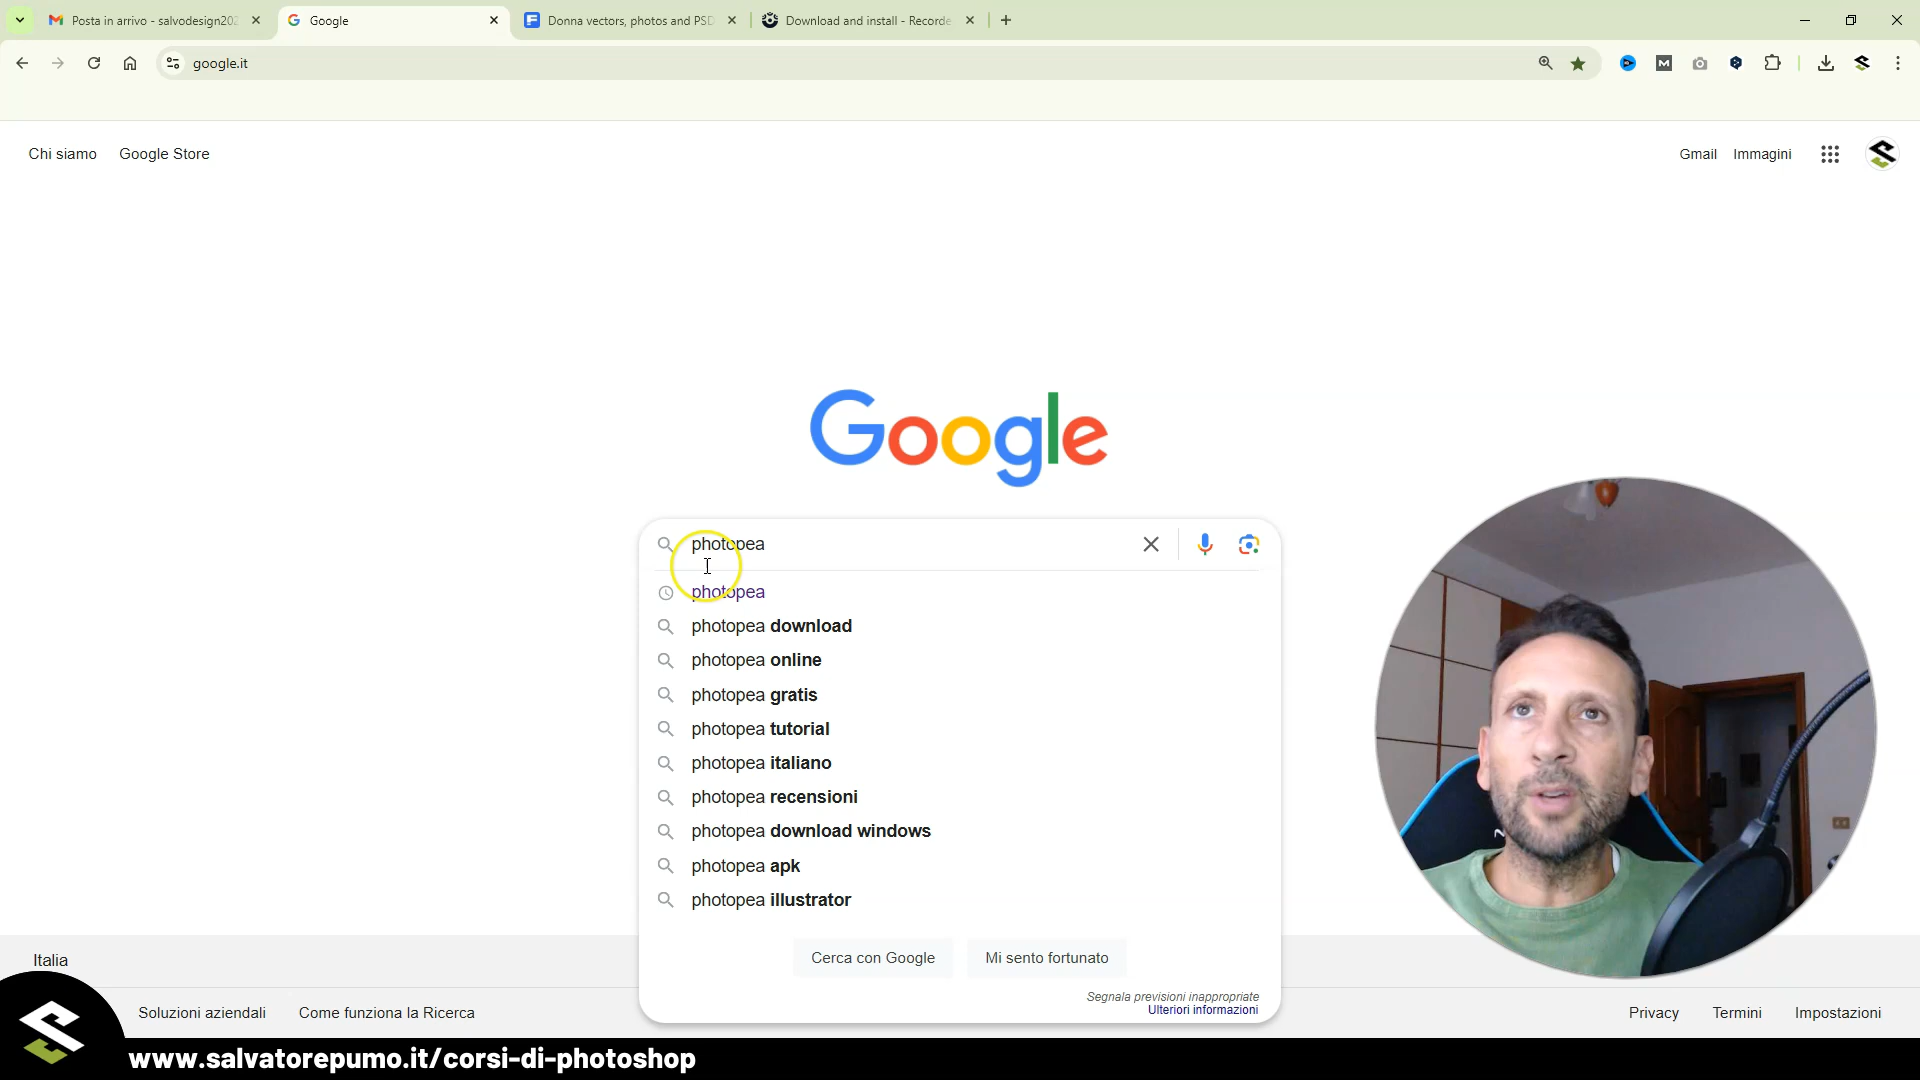 Posta in arrivo - salvodesign202
Google
Donna vectors, photos and PSD
Download and install - Recorde
google.it
Chi siamo
Google Store
Gmail
Immagini
Google
photopea
photopea
photopea download
photopea online
photopea gratis
photopea tutorial
photopea italiano
photopea recensioni
photopea download windows
photopea apk
photopea illustrator
Cerca con Google
Mi sento fortunato
Segnala previsioni inappropriate
Ulteriori informazioni
Italia
Soluzioni aziendali
Come funziona la Ricerca
Privacy
Termini
Impostazioni
www.salvatorepumo.it/corsi-di-photoshop